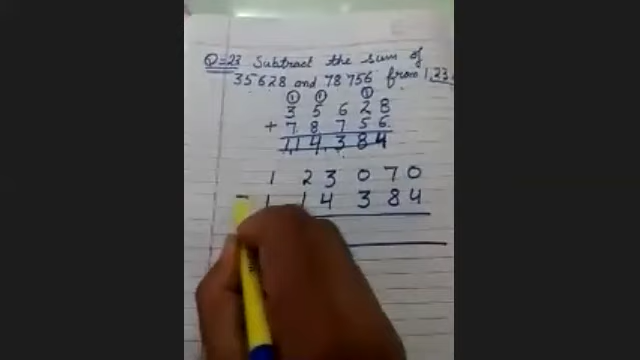 Q=23 Subtract the sum of
35628 and 78756 from 1,23
① ① ①
3 5 6 2 8
+ 7 8 7 5 6
1,1 4,3 8 4
1 2 3 0 7 0
- 1 1 4 3 8 4